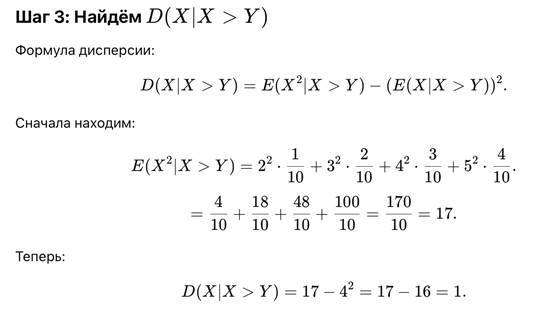 Шаг 3: Найдём D(X|X > Y)
Формула дисперсии:
D(X|X > Y) = E(X²|X > Y) − (E(X|X > Y))².
Сначала находим:
E(X²|X > Y) = 2² · 1/10 + 3² · 2/10 + 4² · 3/10 + 5² · 4/10.
= 4/10 + 18/10 + 48/10 + 100/10 = 170/10 = 17.
Теперь:
D(X|X > Y) = 17 − 4² = 17 − 16 = 1.